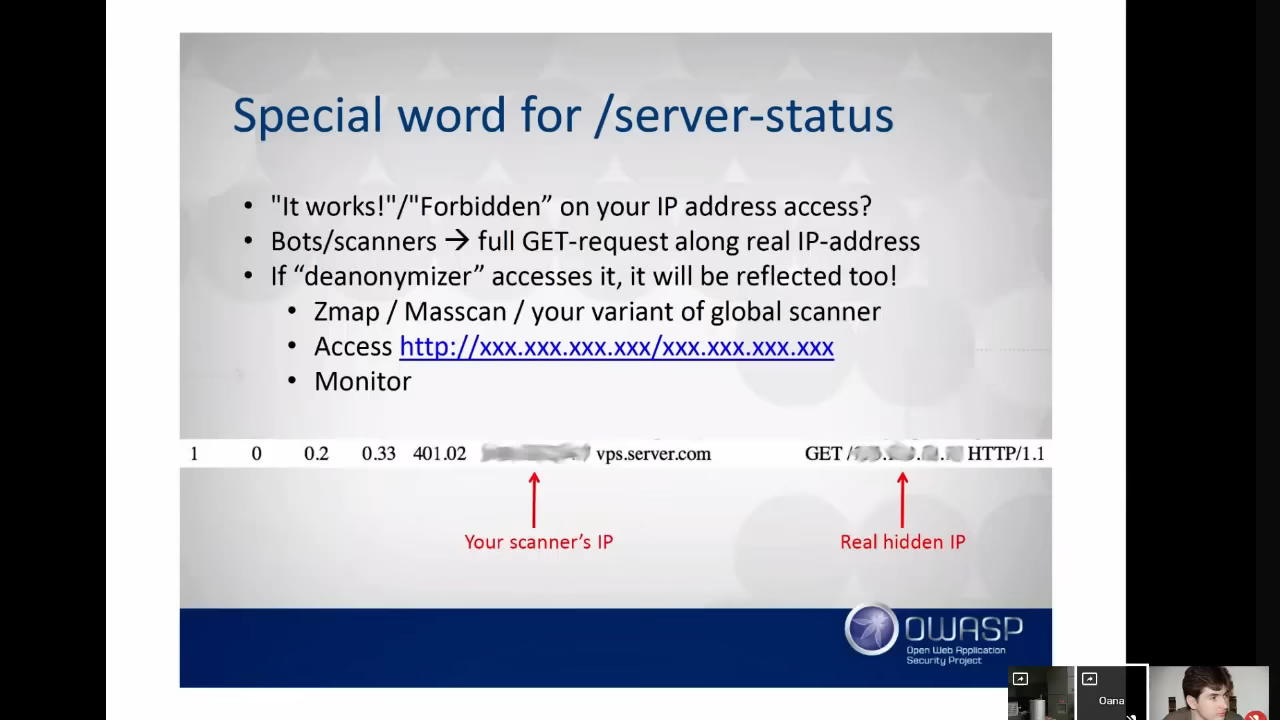 Special word for /server-status
• "It works!"/"Forbidden” on your IP address access?
• Bots/scanners → full GET-request along real IP-address
• If “deanonymizer” accesses it, it will be reflected too!
• Zmap / Masscan / your variant of global scanner
• Access http://xxx.xxx.xxx.xxx/xxx.xxx.xxx.xxx
• Monitor
1 0 0.2 0.33 401.02 vps.server.com GET / HTTP/1.1
Your scanner’s IP Real hidden IP
OWASP
Open Web Application
Security Project
Oana